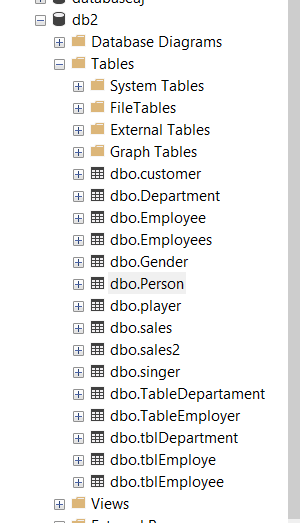 db2
Database Diagrams
Tables
System Tables
FileTables
External Tables
Graph Tables
dbo.customer
dbo.Department
dbo.Employee
dbo.Employees
dbo.Gender
dbo.Person
dbo.player
dbo.sales
dbo.sales2
dbo.singer
dbo.TableDepartament
dbo.TableEmployer
dbo.tblDepartment
dbo.tblEmploye
dbo.tblEmployee
Views